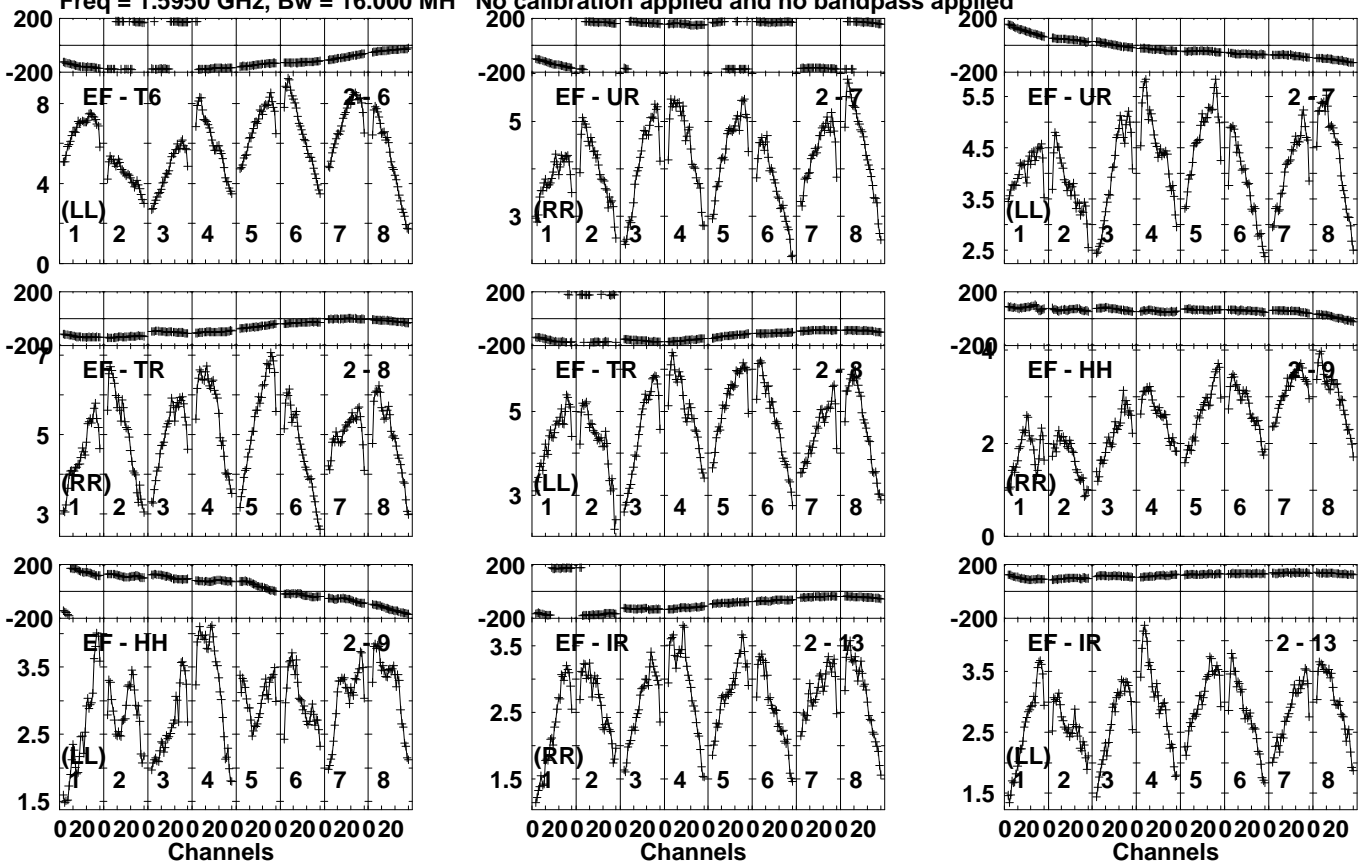 Freq = 1.5950 GHz, Bw = 16.000 MH No calibration applied and no bandpass applied
200
-200
8
4
0
EF - T6 2 - 6
(LL)
1 2 3 4 5 6 7 8
5
3
EF - UR 2 - 7
(RR)
1 2 3 4 5 6 7 8
200
-200
5.5
4.5
3.5
2.5
EF - UR 2 - 7
(LL)
1 2 3 4 5 6 7 8
200
-200
7
5
3
EF - TR 2 - 8
(RR)
1 2 3 4 5 6 7 8
200
-200
5
3
EF - TR 2 - 8
(LL)
1 2 3 4 5 6 7 8
200
-200
4
2
0
EF - HH 2 - 9
(RR)
1 2 3 4 5 6 7 8
200
-200
3.5
2.5
1.5
EF - HH 2 - 9
(LL)
1 2 3 4 5 6 7 8
0 20 0 20 0 20 0 20 0 20 0 20 0 20 0 20
Channels
200
-200
3.5
2.5
1.5
EF - IR 2 - 13
(RR)
1 2 3 4 5 6 7 8
0 20 0 20 0 20 0 20 0 20 0 20 0 20 0 20
Channels
200
-200
3.5
2.5
1.5
EF - IR 2 - 13
(LL)
1 2 3 4 5 6 7 8
0 20 0 20 0 20 0 20 0 20 0 20 0 20 0 20
Channels